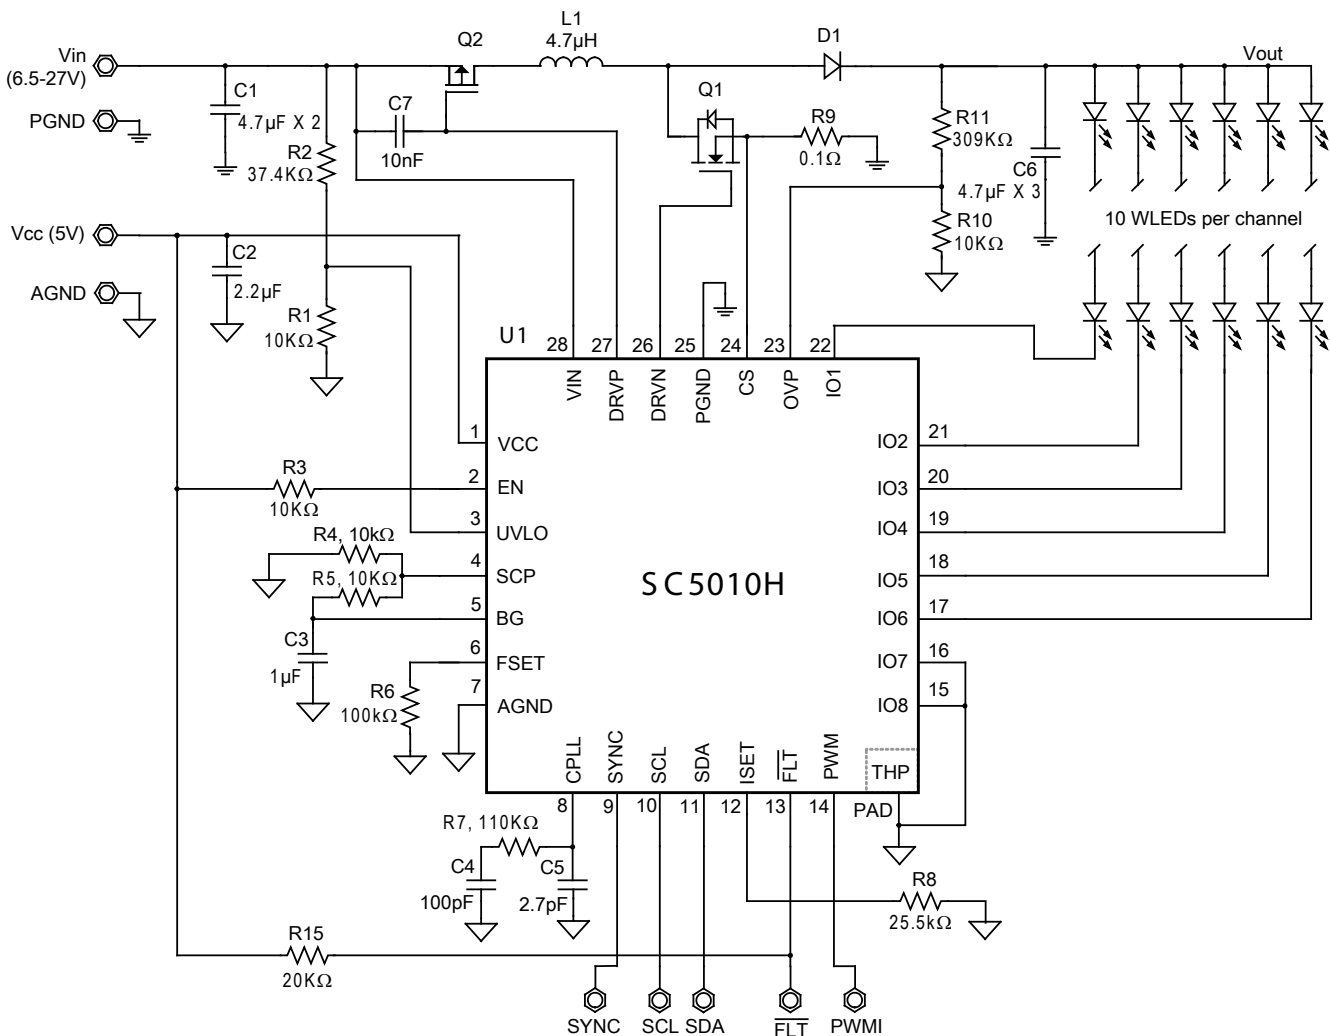 L1
4.7µH
Q2
D1
Vin
(6.5-27V)
Vout
C1
4.7µF X 2
C7
10nF
Q1
R9
0.1Ω
R11
309KΩ
PGND
R2
37.4KΩ
C6
4.7µF X 3
10 WLEDs per channel
R10
10KΩ
Vcc (5V)
C2
2.2µF
AGND
R1
10KΩ
U1
28
27
26
25
24
23
22
VIN
DRVP
DRVN
PGND
CS
OVP
IO1
1
VCC
IO2
21
R3
10KΩ
2
EN
IO3
20
3
UVLO
IO4
19
R4, 10kΩ
4
SCP
R5, 10KΩ
SC5010H
IO5
18
5
BG
IO6
17
C3
1µF
6
FSET
IO7
16
R6
100kΩ
7
AGND
IO8
15
CPLL
SYNC
SCL
SDA
ISET
FLT
PWM
THP
8
9
10
11
12
13
14
PAD
R7, 110KΩ
C4
100pF
C5
2.7pF
R8
25.5kΩ
R15
20KΩ
SYNC
SCL
SDA
FLT
PWMI